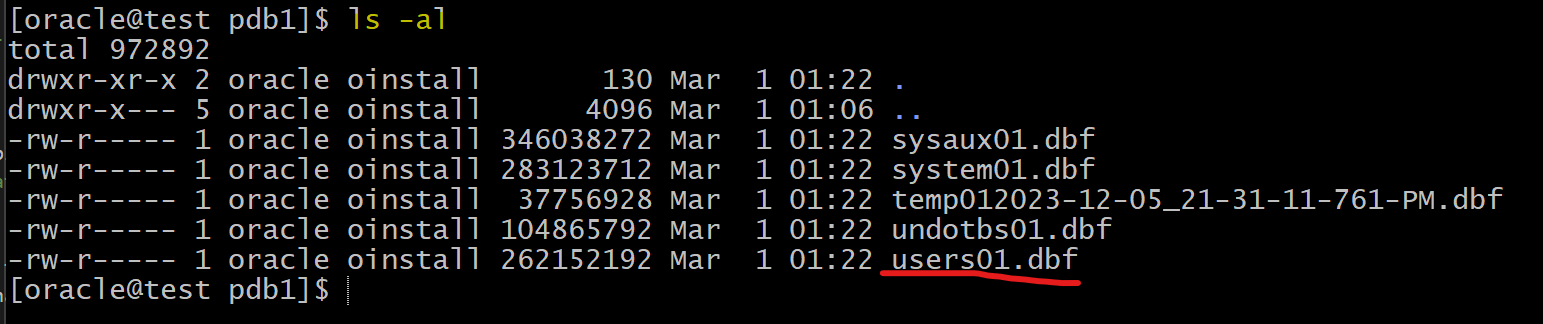 [oracle@test pdb1]$ ls -al
total 972892
drwxr-xr-x 2 oracle oinstall       130 Mar  1 01:22 .
drwxr-x--- 5 oracle oinstall      4096 Mar  1 01:06 ..
-rw-r----- 1 oracle oinstall 346038272 Mar  1 01:22 sysaux01.dbf
-rw-r----- 1 oracle oinstall 283123712 Mar  1 01:22 system01.dbf
-rw-r----- 1 oracle oinstall  37756928 Mar  1 01:22 temp012023-12-05_21-31-11-761-PM.dbf
-rw-r----- 1 oracle oinstall 104865792 Mar  1 01:22 undotbs01.dbf
-rw-r----- 1 oracle oinstall 262152192 Mar  1 01:22 users01.dbf
[oracle@test pdb1]$